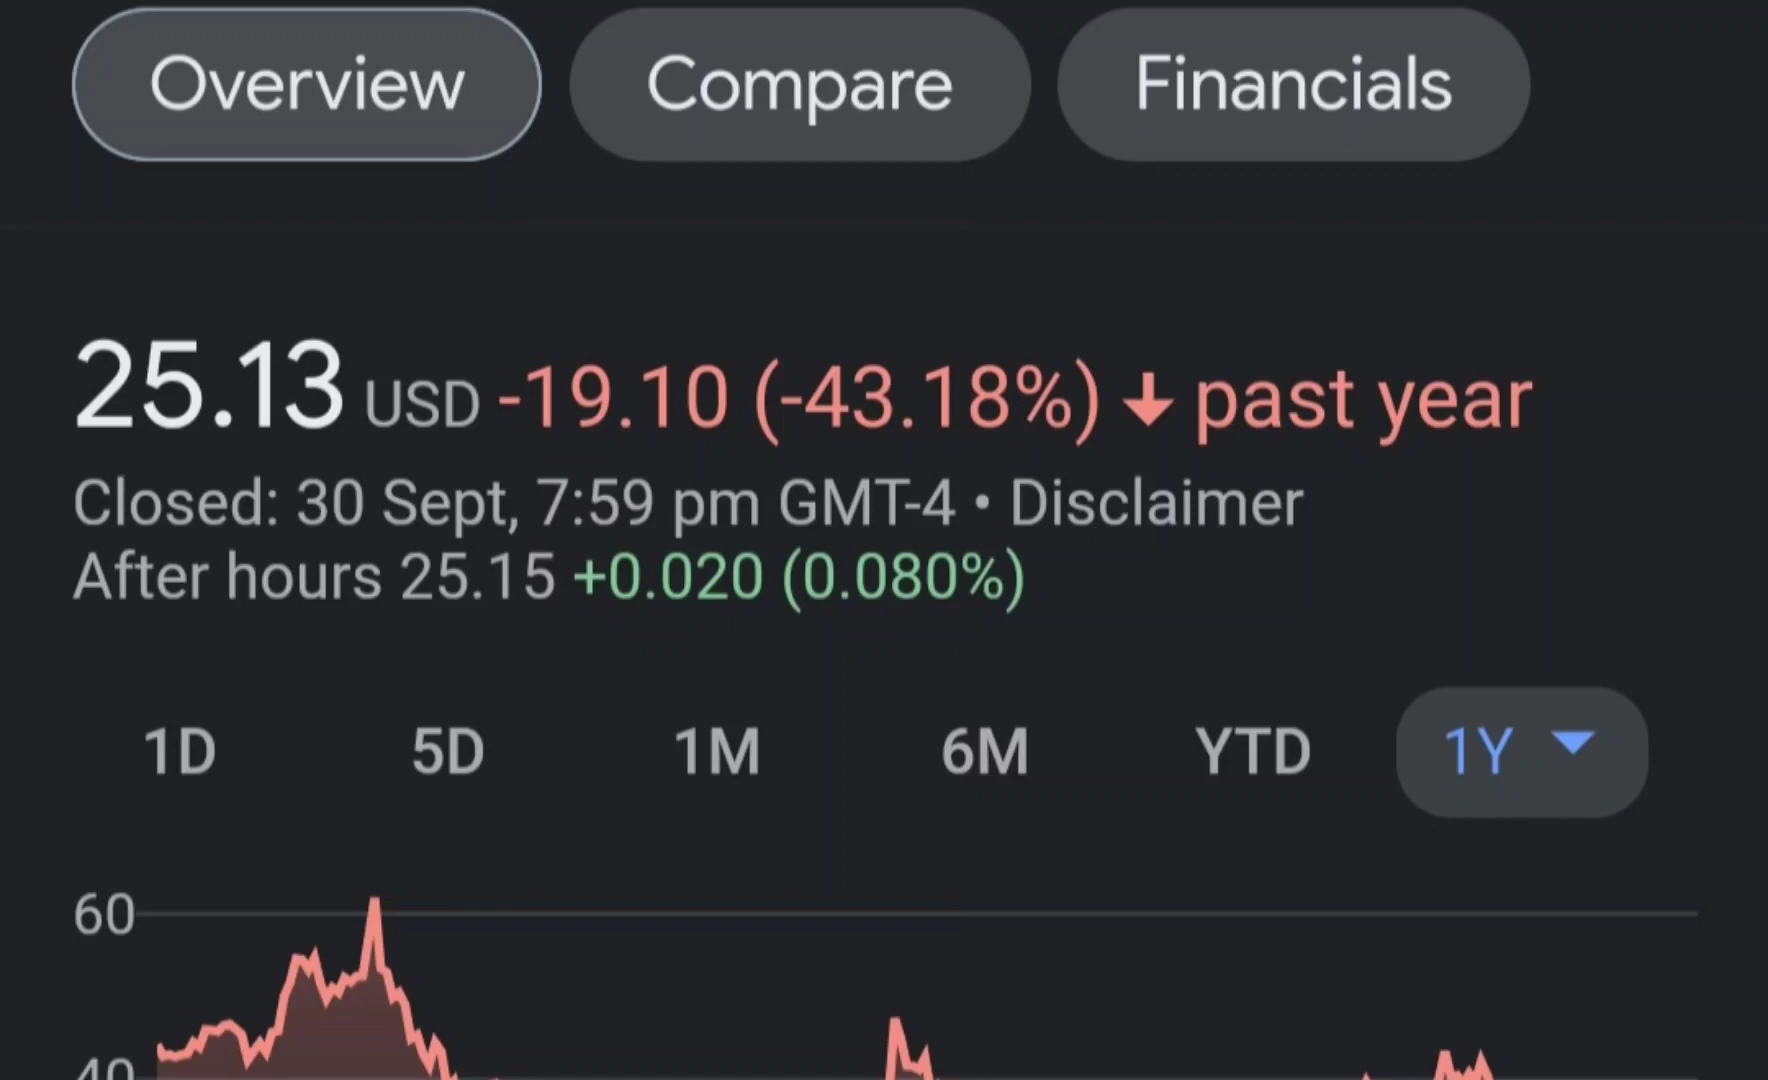 Overview Compare Financials
25.13 USD -19.10 (-43.18%) ↓ past year
Closed: 30 Sept, 7:59 pm GMT-4 • Disclaimer
After hours 25.15 +0.020 (0.080%)
1D 5D 1M 6M YTD 1Y
60
40